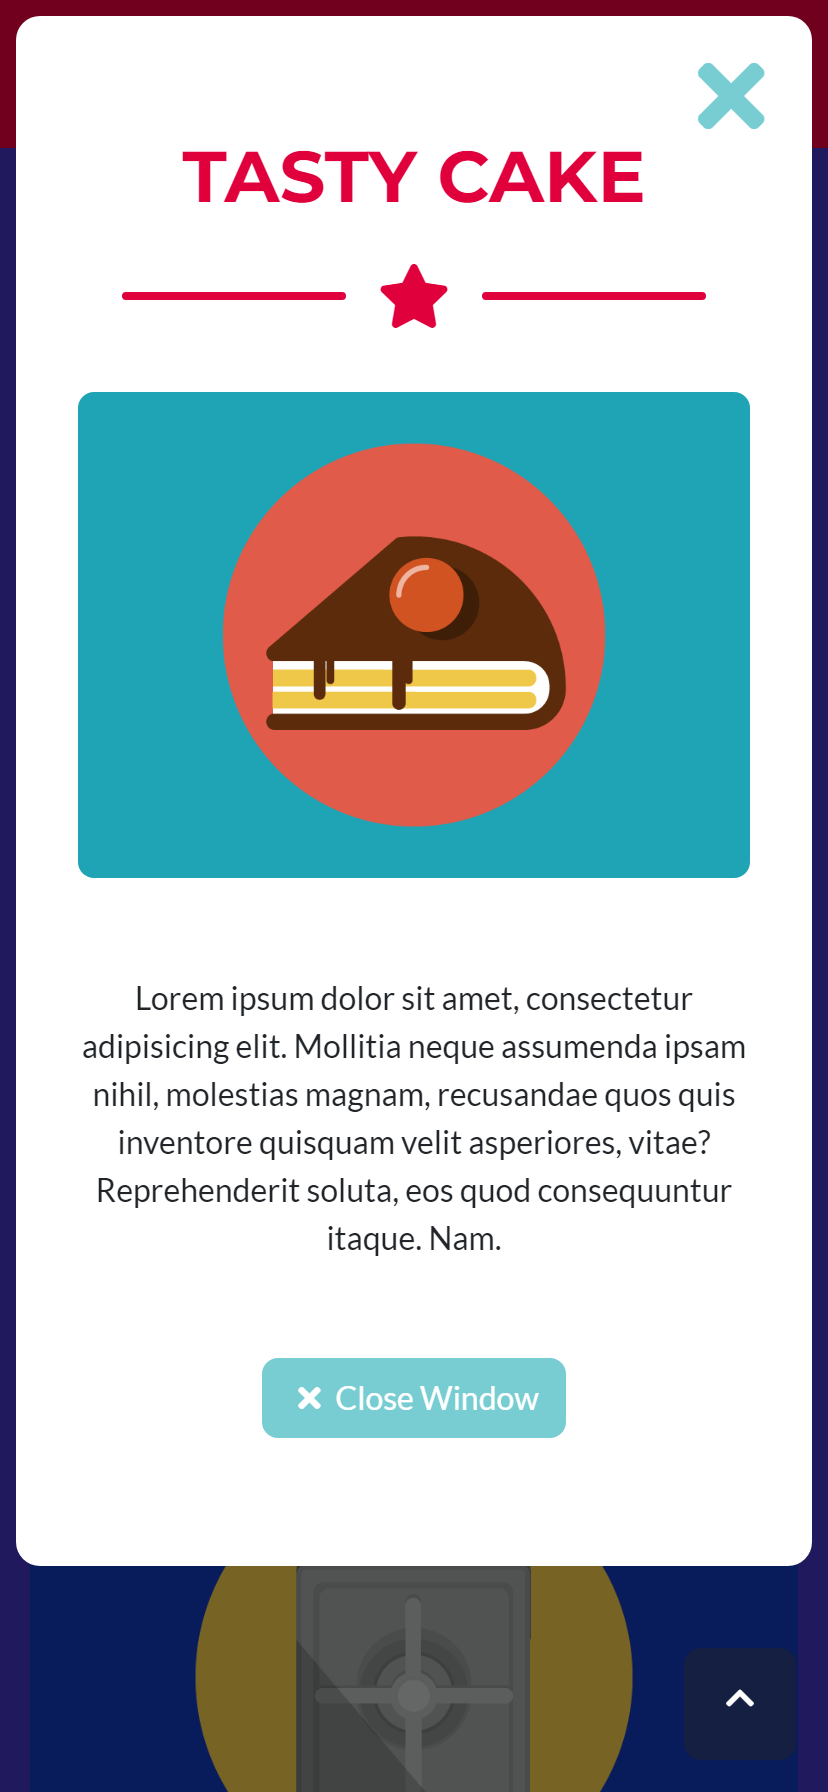 TASTY CAKE
Lorem ipsum dolor sit amet, consectetur
adipisicing elit. Mollitia neque assumenda ipsam
nihil, molestias magnam, recusandae quos quis
inventore quisquam velit asperiores, vitae?
Reprehenderit soluta, eos quod consequuntur
itaque. Nam.
Close Window